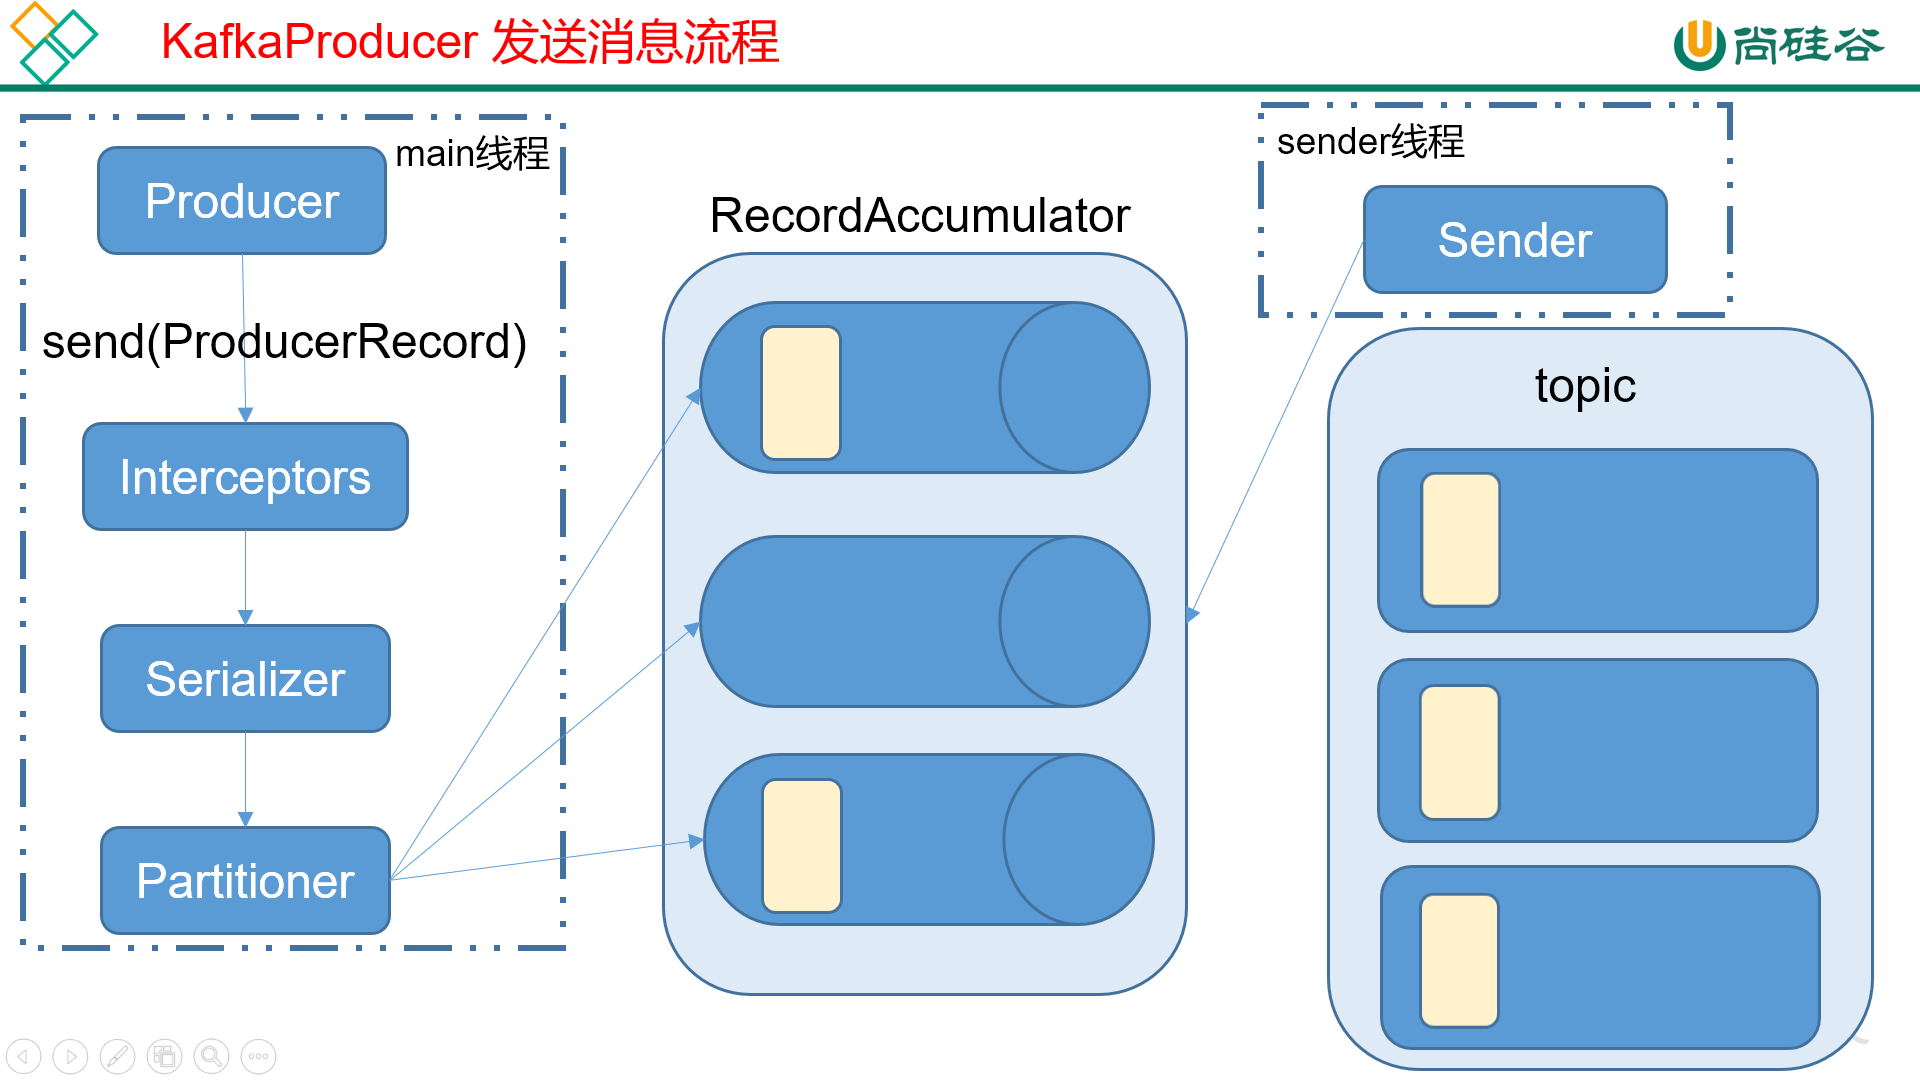 KafkaProducer 发送消息流程
尚硅谷
main线程
Producer
send(ProducerRecord)
Interceptors
Serializer
Partitioner
RecordAccumulator
sender线程
Sender
topic